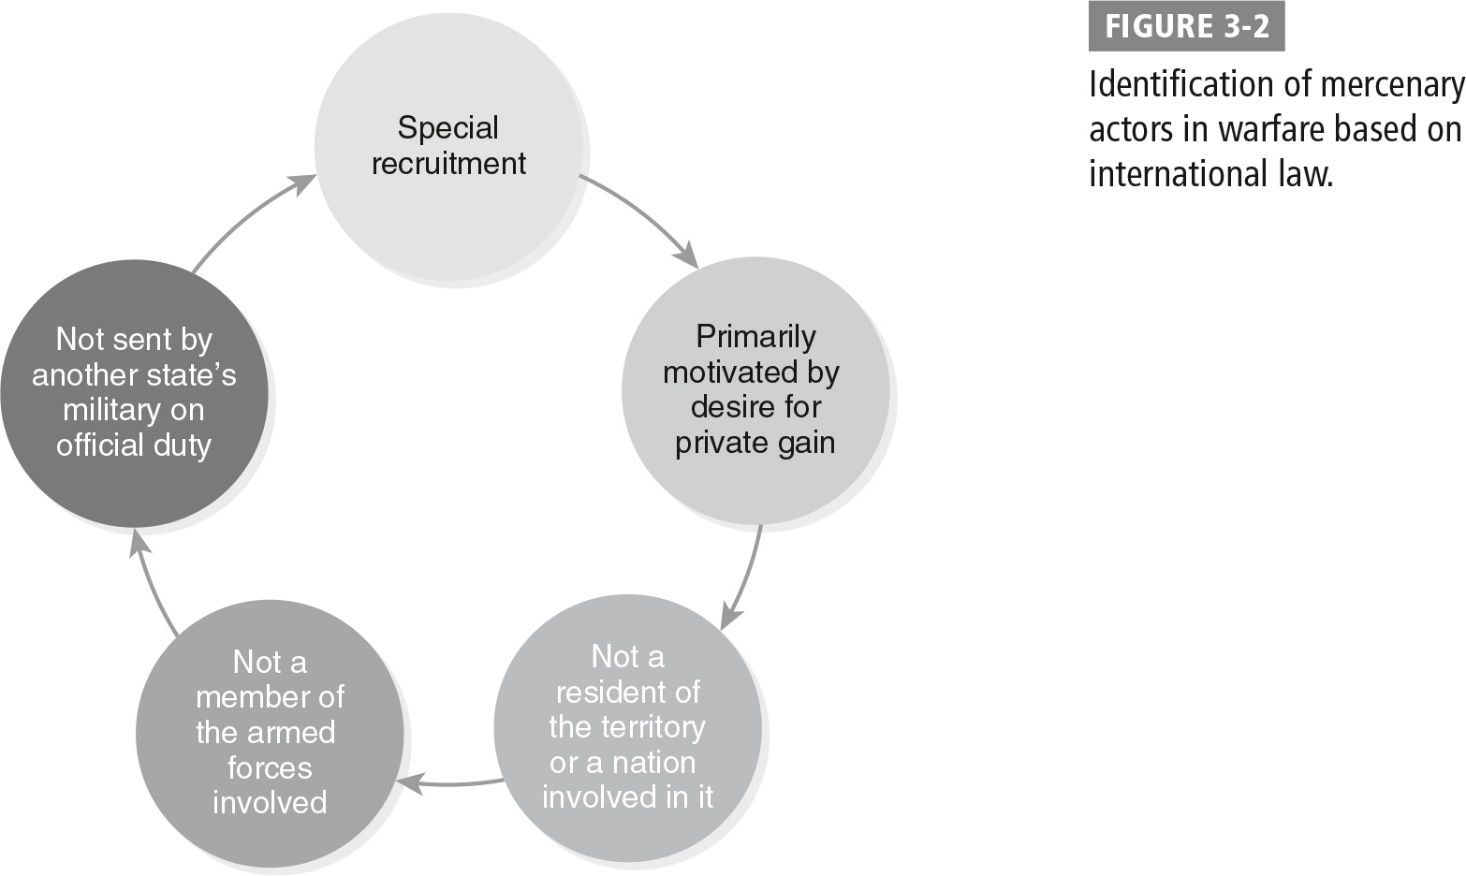 FIGURE 3-2
Identification of mercenary
actors in warfare based on
international law.
Special
recruitment
Primarily
motivated by
desire for
private gain
Not a
resident of
the territory
or a nation
involved in it
Not a
member of
the armed
forces
involved
Not sent by
another state’s
military on
official duty